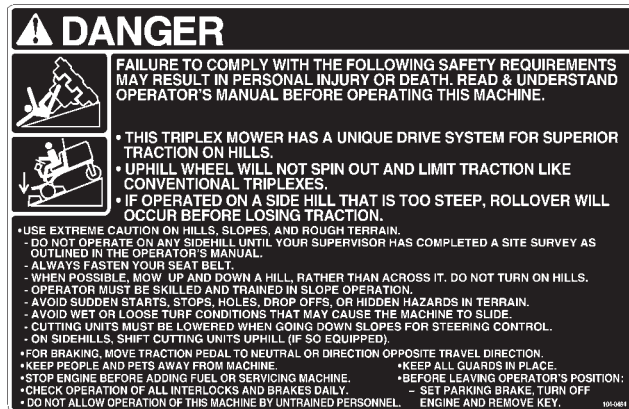 DANGER
FAILURE TO COMPLY WITH THE FOLLOWING SAFETY REQUIREMENTS
MAY RESULT IN PERSONAL INJURY OR DEATH. READ & UNDERSTAND
OPERATOR'S MANUAL BEFORE OPERATING THIS MACHINE.
• THIS TRIPLEX MOWER HAS A UNIQUE DRIVE SYSTEM FOR SUPERIOR
TRACTION ON HILLS.
• UPHILL WHEEL WILL NOT SPIN OUT AND LIMIT TRACTION LIKE
CONVENTIONAL TRIPLEXES.
• IF OPERATED ON A SIDE HILL THAT IS TOO STEEP, ROLLOVER WILL
OCCUR BEFORE LOSING TRACTION.
• USE EXTREME CAUTION ON HILLS, SLOPES, AND ROUGH TERRAIN.
- DO NOT OPERATE ON ANY SIDEHILL UNTIL YOUR SUPERVISOR HAS COMPLETED A SITE SURVEY AS
OUTLINED IN THE OPERATOR'S MANUAL.
- ALWAYS FASTEN YOUR SEAT BELT.
- WHEN POSSIBLE, MOW UP AND DOWN A HILL, RATHER THAN ACROSS IT. DO NOT TURN ON HILLS.
- OPERATOR MUST BE SKILLED AND TRAINED IN SLOPE OPERATION.
- AVOID SUDDEN STARTS, STOPS, HOLES, DROP OFFS, OR HIDDEN HAZARDS IN TERRAIN.
- AVOID WET OR LOOSE TURF CONDITIONS THAT MAY CAUSE THE MACHINE TO SLIDE.
- CUTTING UNITS MUST BE LOWERED WHEN GOING DOWN SLOPES FOR STEERING CONTROL.
- ON SIDEHILLS, SHIFT CUTTING UNITS UPHILL (IF SO EQUIPPED).
• FOR BRAKING, MOVE TRACTION PEDAL TO NEUTRAL OR DIRECTION OPPOSITE TRAVEL DIRECTION.
• KEEP PEOPLE AND PETS AWAY FROM MACHINE.
• STOP ENGINE BEFORE ADDING FUEL OR SERVICING MACHINE.
• CHECK OPERATION OF ALL INTERLOCKS AND BRAKES DAILY.
• DO NOT ALLOW OPERATION OF THIS MACHINE BY UNTRAINED PERSONNEL.
• KEEP ALL GUARDS IN PLACE.
• BEFORE LEAVING OPERATOR'S POSITION:
– SET PARKING BRAKE, TURN OFF
ENGINE AND REMOVE KEY.
104-0484